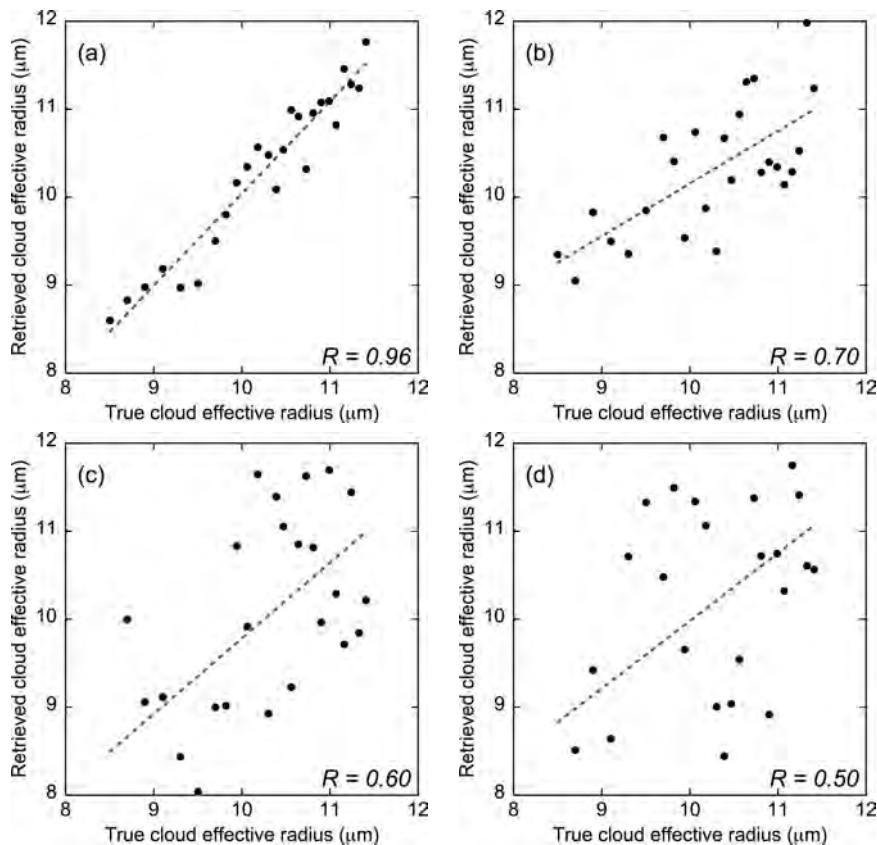 (a)
Retrieved cloud effective radius (μm)
12
11
10
9
8
R = 0.96
8 9 10 11 12
True cloud effective radius (μm)
(b)
Retrieved cloud effective radius (μm)
12
11
10
9
8
R = 0.70
8 9 10 11 12
True cloud effective radius (μm)
(c)
Retrieved cloud effective radius (μm)
12
11
10
9
8
R = 0.60
8 9 10 11 12
True cloud effective radius (μm)
(d)
Retrieved cloud effective radius (μm)
12
11
10
9
8
R = 0.50
8 9 10 11 12
True cloud effective radius (μm)